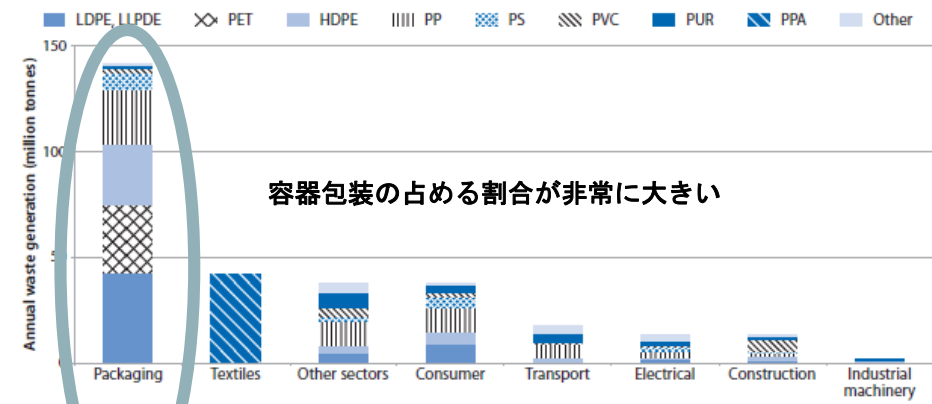 LDPE, LLPDE PET HDPE PP PS PVC PUR PPA Other
Annual waste generation (million tonnes)
150
100
容器包装の占める割合が非常に大きい
Packaging Textiles Other sectors Consumer Transport Electrical Construction Industrial
machinery